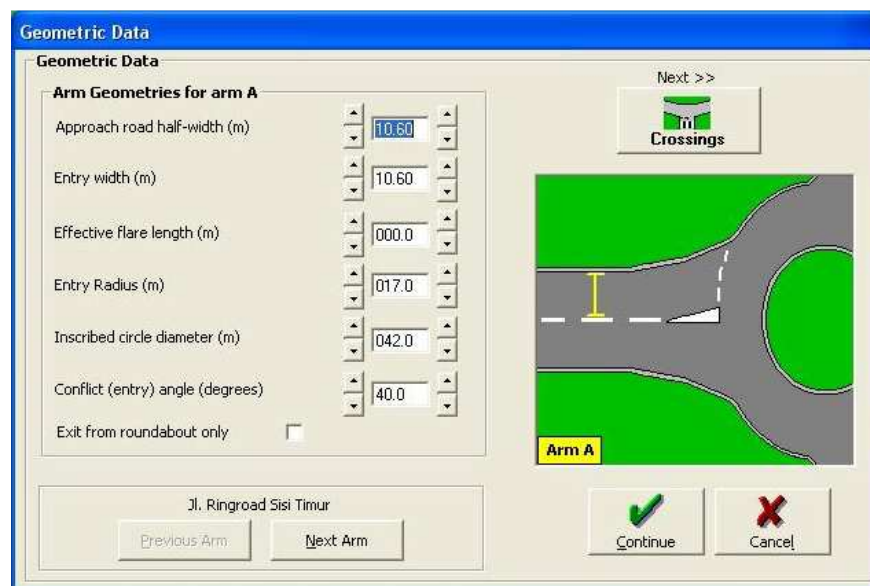 Geometric Data
Geometric Data
Arm Geometries for arm A
Approach road half-width (m) 10.60
Entry width (m) 10.60
Effective flare length (m) 000.0
Entry Radius (m) 017.0
Inscribed circle diameter (m) 042.0
Conflict (entry) angle (degrees) 40.0
Exit from roundabout only
Jl. Ringroad Sisi Timur
Previous Arm Next Arm
Next >>
Crossings
Arm A
Continue Cancel